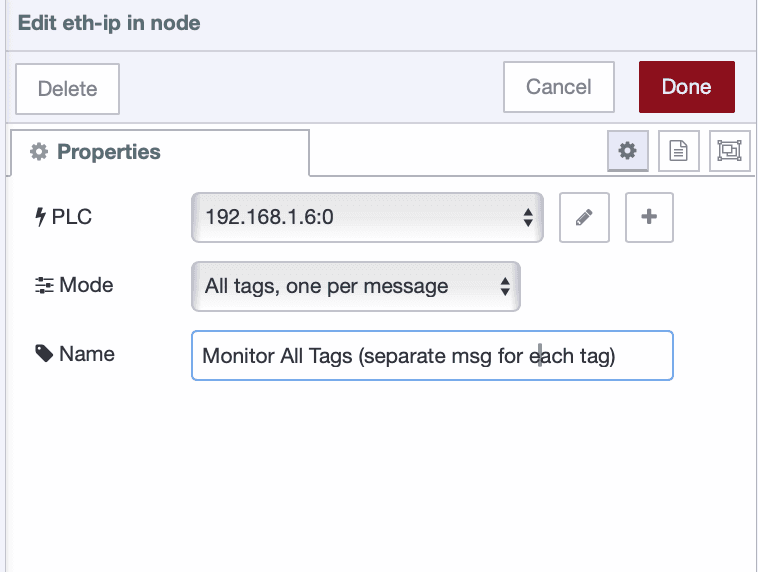 Edit eth-ip in node
Delete Cancel Done
Properties
PLC 192.168.1.6:0
Mode All tags, one per message
Name Monitor All Tags (separate msg for each tag)